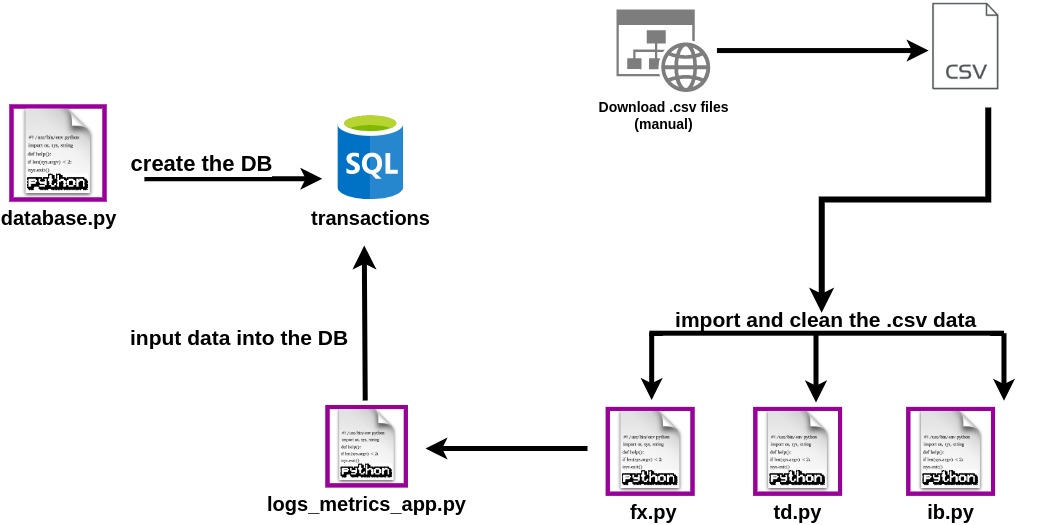 CSV
Download .csv files
(manual)
#! /usr/bin/env python
import os, sys, string
def help():
if len(sys.argv) < 2:
sys.exit()
python
database.py
create the DB
SQL
transactions
import and clean the .csv data
input data into the DB
#! /usr/bin/env python
import os, sys, string
def help():
if len(sys.argv) < 2:
sys.exit()
python
logs_metrics_app.py
#! /usr/bin/env python
import os, sys, string
def help():
if len(sys.argv) < 2:
sys.exit()
python
fx.py
#! /usr/bin/env python
import os, sys, string
def help():
if len(sys.argv) < 2:
sys.exit()
python
td.py
#! /usr/bin/env python
import os, sys, string
def help():
if len(sys.argv) < 2:
sys.exit()
python
ib.py